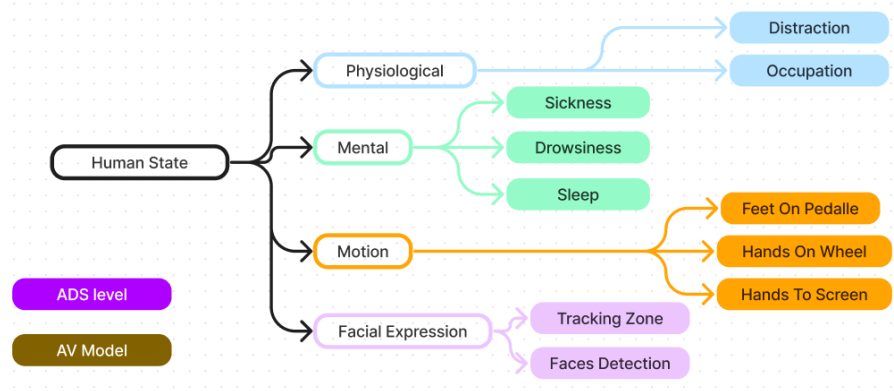 Distraction
Physiological
Occupation
Sickness
Human State
Mental
Drowsiness
Sleep
Feet On Pedalle
Motion
Hands On Wheel
ADS level
Hands To Screen
Facial Expression
Tracking Zone
AV Model
Faces Detection